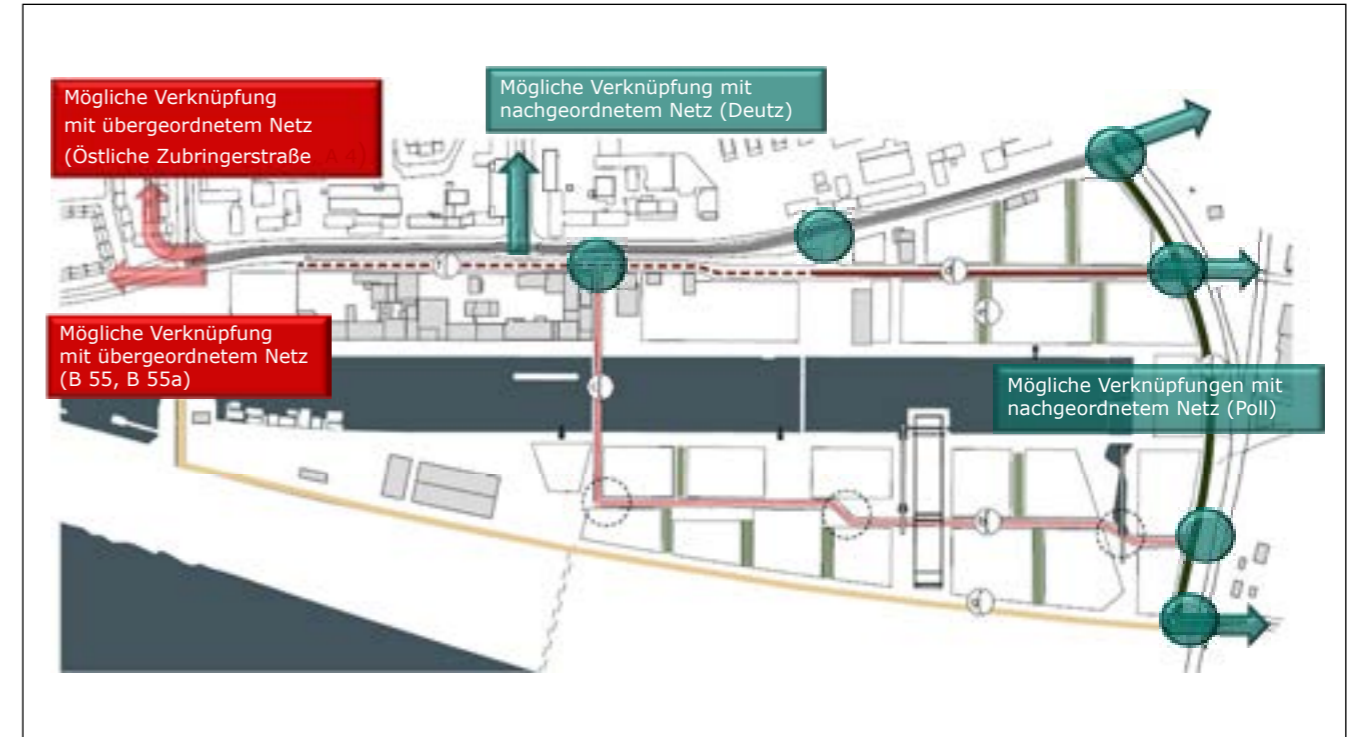 Mögliche Verknüpfung
mit übergeordnetem Netz
(Östliche Zubringerstraße A 4)
Mögliche Verknüpfung mit
nachgeordnetem Netz (Deutz)
Mögliche Verknüpfung
mit übergeordnetem Netz
(B 55, B 55a)
Mögliche Verknüpfungen mit
nachgeordnetem Netz (Poll)